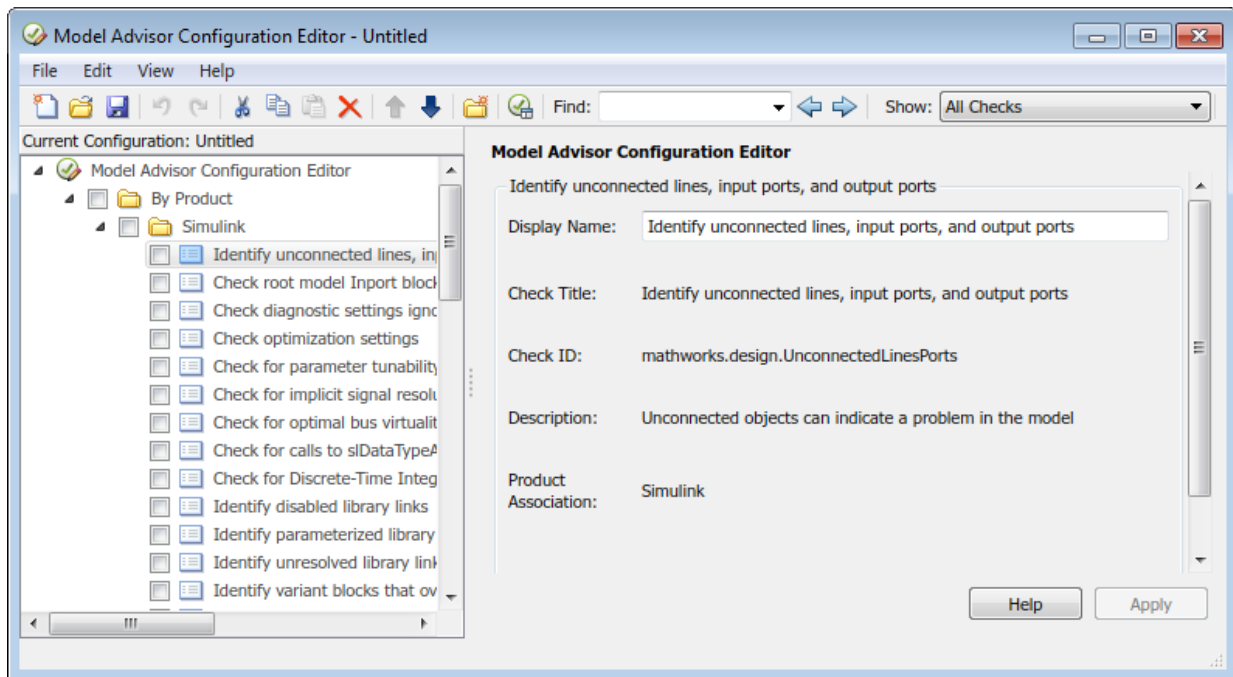 Model Advisor Configuration Editor - Untitled
File Edit View Help
Find: Show: All Checks
Current Configuration: Untitled
Model Advisor Configuration Editor
By Product
Simulink
Identify unconnected lines, in
Check root model Inport block
Check diagnostic settings igno
Check optimization settings
Check for parameter tunability
Check for implicit signal resolu
Check for optimal bus virtualit
Check for calls to slDataTypeA
Check for Discrete-Time Integ
Identify disabled library links
Identify parameterized library
Identify unresolved library link
Identify variant blocks that ov
Model Advisor Configuration Editor
Identify unconnected lines, input ports, and output ports
Display Name: Identify unconnected lines, input ports, and output ports
Check Title: Identify unconnected lines, input ports, and output ports
Check ID: mathworks.design.UnconnectedLinesPorts
Description: Unconnected objects can indicate a problem in the model
Product Association: Simulink
Help Apply